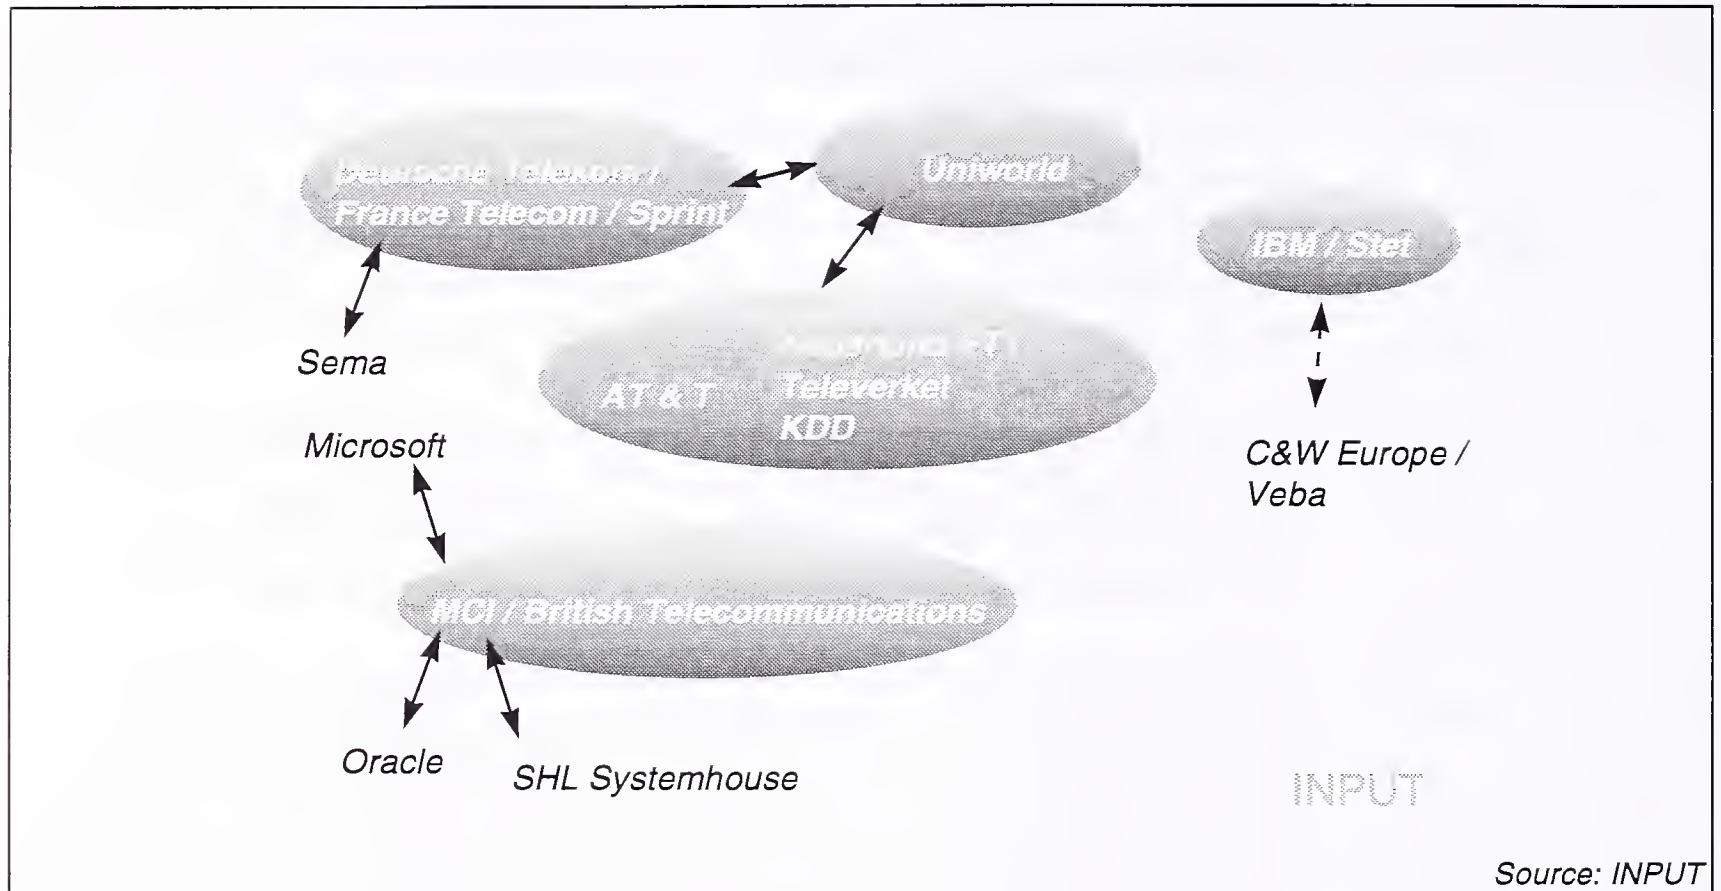 Deutsche Telekom /
France Telecom / Sprint
Uniworld
IBM / Stet
Sema
AT & T
Televerket
KDD
Microsoft
C&W Europe /
Veba
MCI / British Telecommunications
Oracle
SHL Systemhouse
INPUT
Source: INPUT